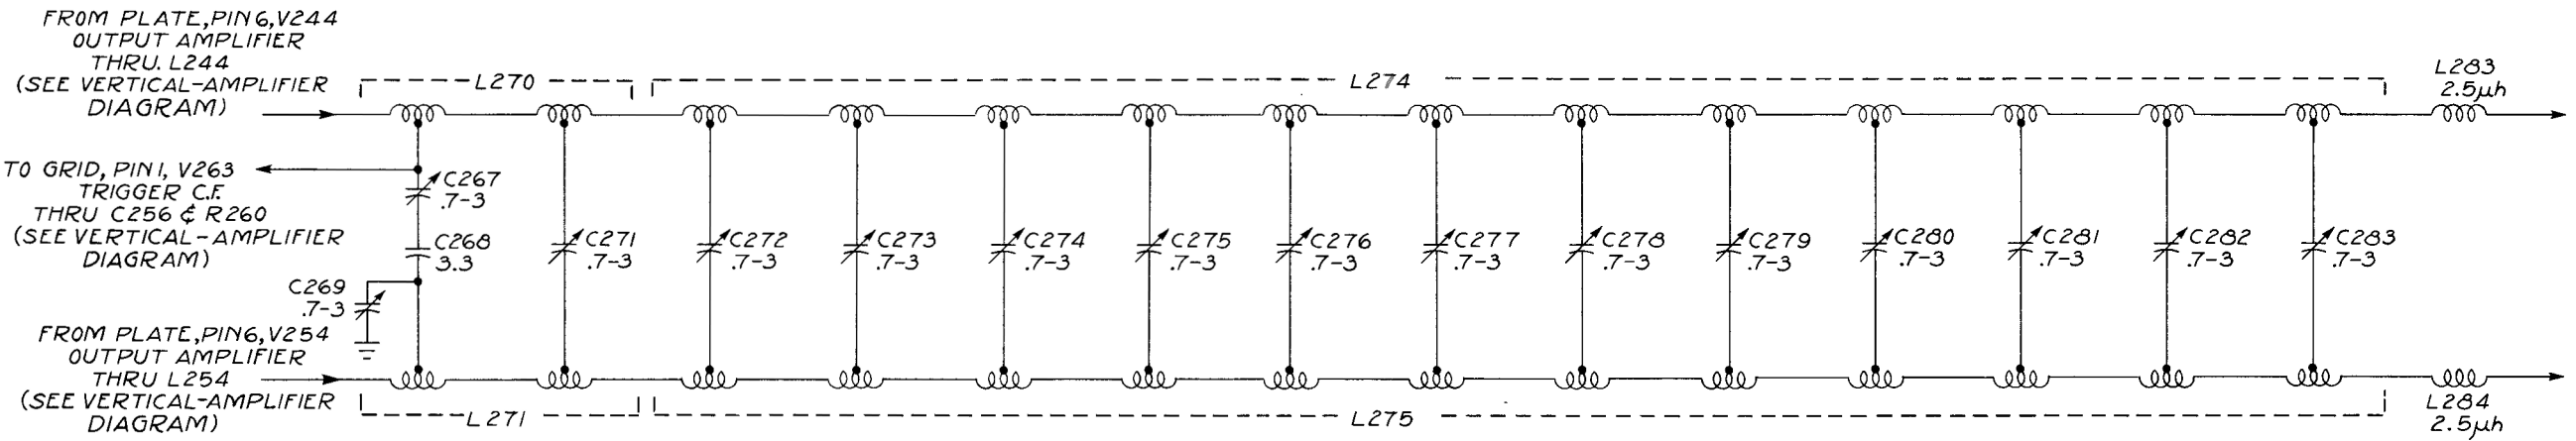 FROM PLATE, PIN 6, V244
OUTPUT AMPLIFIER
THRU. L244
(SEE VERTICAL-AMPLIFIER
DIAGRAM)
L270
L274
L283
2.5µh
TO GRID, PIN 1, V263
TRIGGER C.F.
THRU C256 & R260
(SEE VERTICAL-AMPLIFIER
DIAGRAM)
C267
.7-3
C268
3.3
C269
.7-3
C271
.7-3
C272
.7-3
C273
.7-3
C274
.7-3
C275
.7-3
C276
.7-3
C277
.7-3
C278
.7-3
C279
.7-3
C280
.7-3
C281
.7-3
C282
.7-3
C283
.7-3
FROM PLATE, PIN 6, V254
OUTPUT AMPLIFIER
THRU L254
(SEE VERTICAL-AMPLIFIER
DIAGRAM)
L271
L275
L284
2.5µh